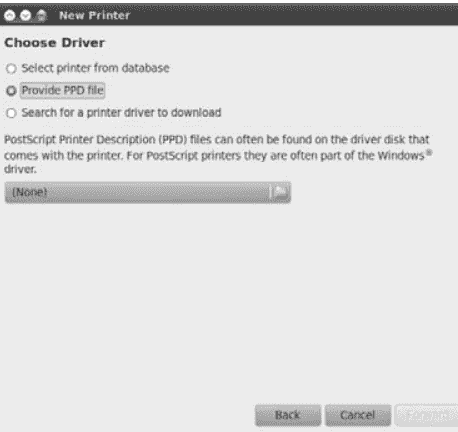 New Printer
Choose Driver
Select printer from database
Provide PPD file
Search for a printer driver to download
PostScript Printer Description (PPD) files can often be found on the driver disk that
comes with the printer. For PostScript printers they are often part of the Windows®
driver.
(None)
Back Cancel